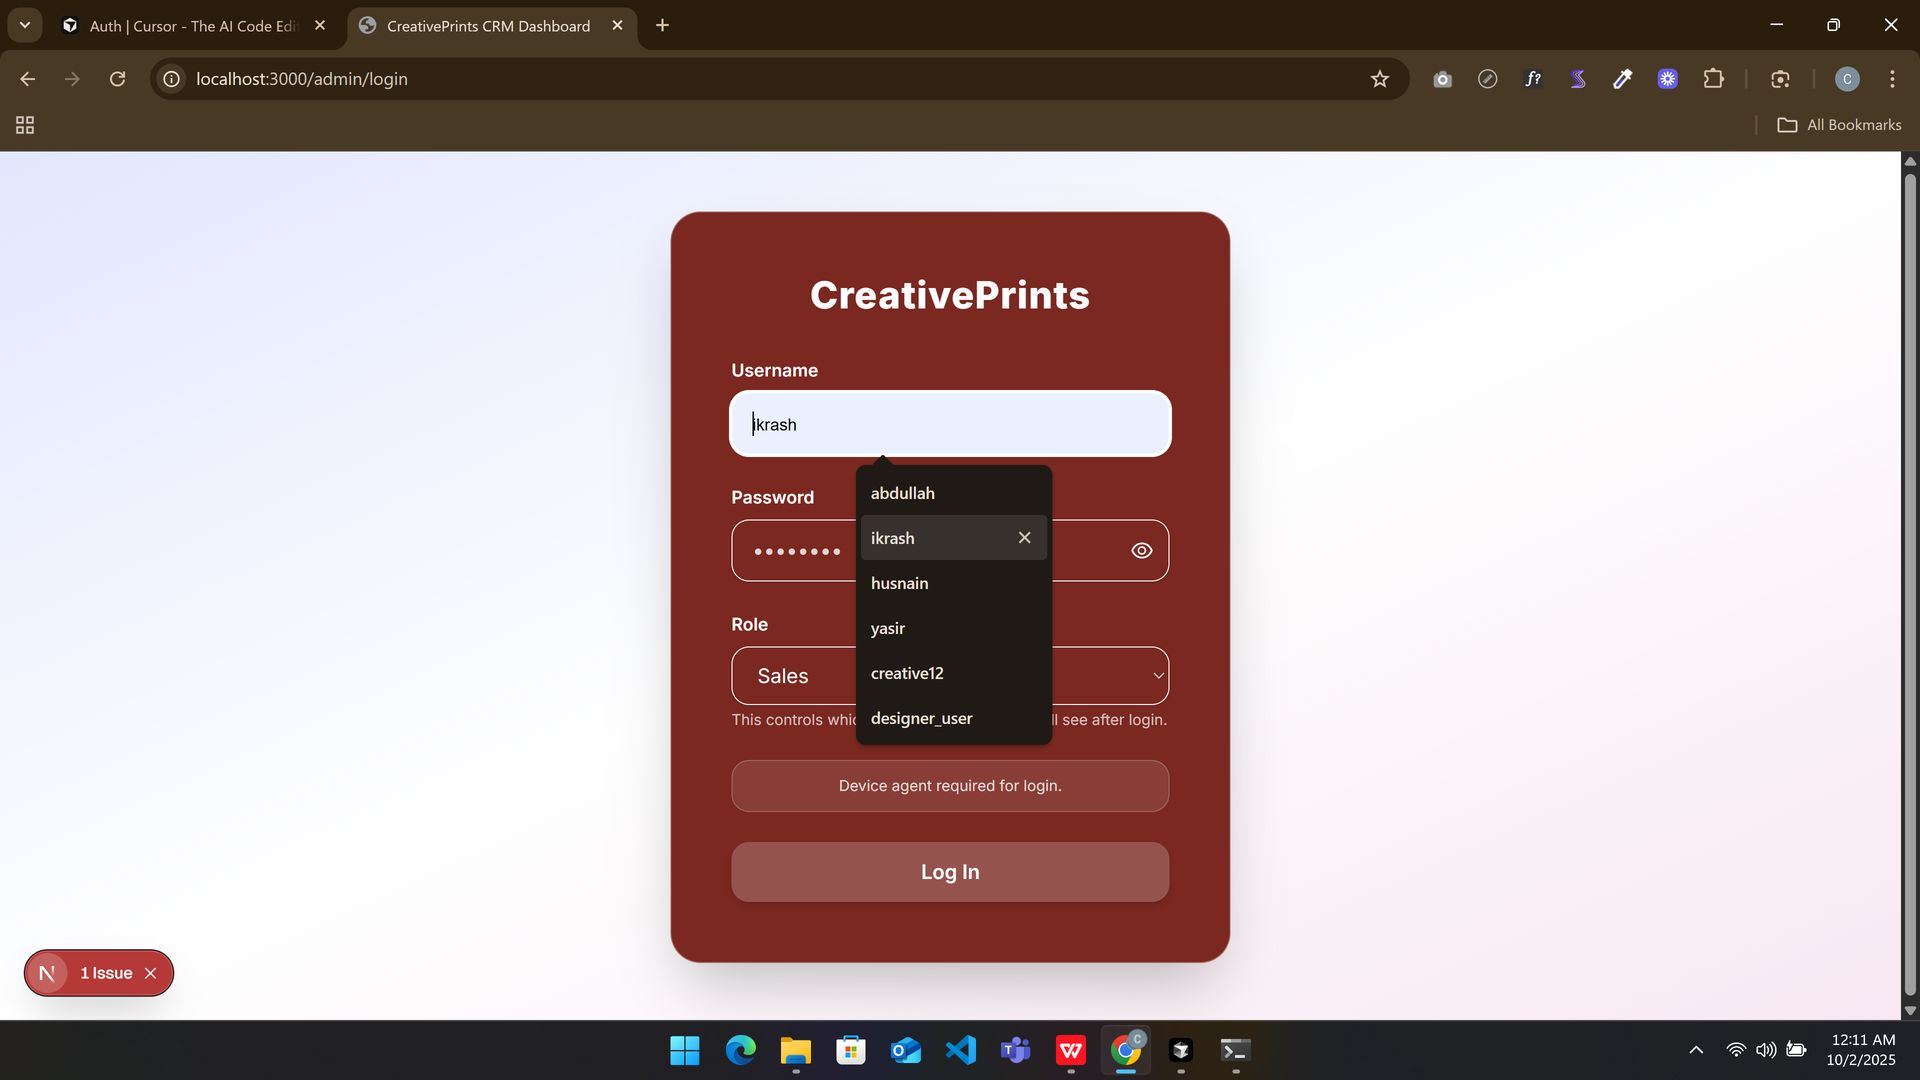 Auth | Cursor - The AI Code Edi
CreativePrints CRM Dashboard
localhost:3000/admin/login
f?
C
All Bookmarks
CreativePrints
Username
ikrash
abdullah
Password
ikrash
husnain
yasir
Role
Sales
creative12
designer_user
This controls whic
ll see after login.
Device agent required for login.
Log In
N
1 Issue
12:11 AM
10/2/2025